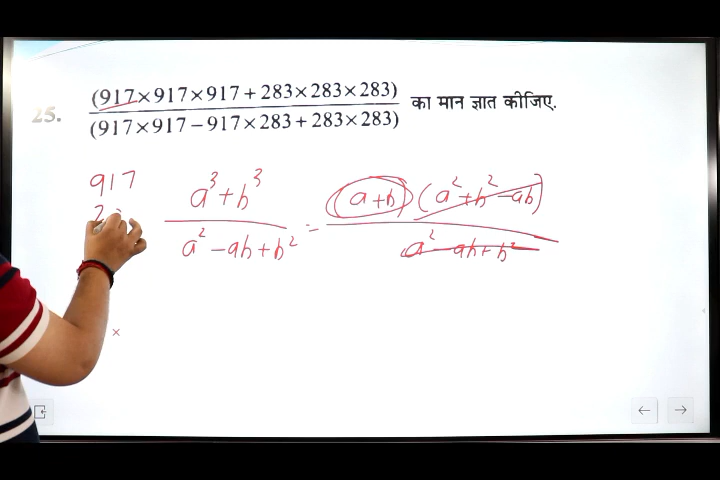 25. (917×917×917+283×283×283) / (917×917−917×283+283×283) का मान ज्ञात कीजिए.
917
a³+b³ / a²−ab+b² = (a+b)(a²+b²−ab) / a²−ab+b²
×